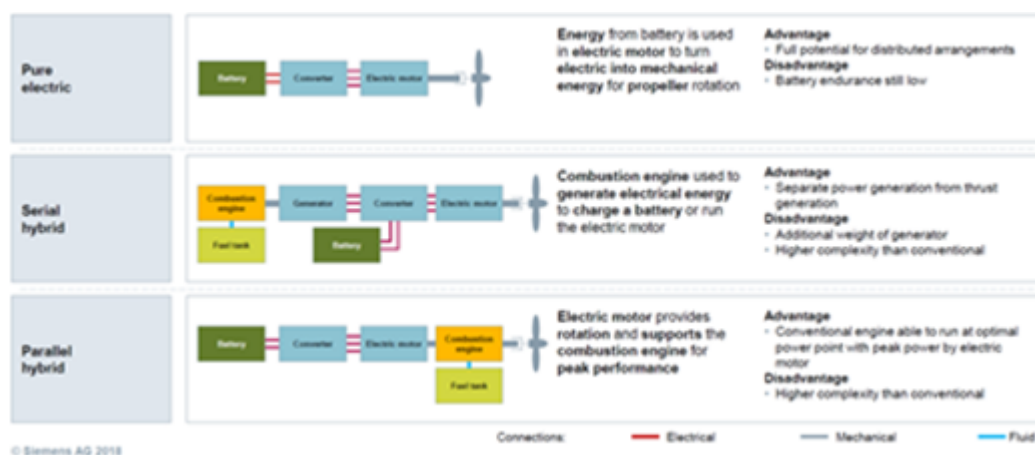 Pure
electric
Battery
Converter
Electric motor
Energy from battery is used
in electric motor to turn
electric into mechanical
energy for propeller rotation
Advantage
• Full potential for distributed arrangements
Disadvantage
• Battery endurance still low
Serial
hybrid
Combustion
engine
Generator
Converter
Electric motor
Fuel tank
Battery
Combustion engine used to
generate electrical energy
to charge a battery or run
the electric motor
Advantage
• Separate power generation from thrust
generation
Disadvantage
• Additional weight of generator
• Higher complexity than conventional
Parallel
hybrid
Battery
Converter
Electric motor
Combustion
engine
Fuel tank
Electric motor provides
rotation and supports the
combustion engine for
peak performance
Advantage
• Conventional engine able to run at optimal
power point with peak power by electric
motor
Disadvantage
• Higher complexity than conventional
Connections:
Electrical
Mechanical
Fluid
© Siemens AG 2018